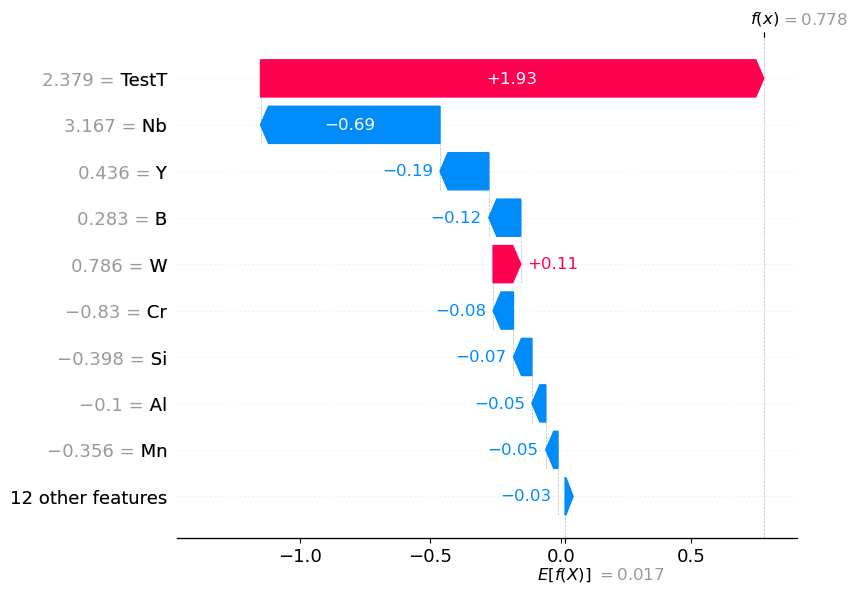 f(x) = 0.778
2.379 = TestT
+1.93
3.167 = Nb
−0.69
0.436 = Y
−0.19
0.283 = B
−0.12
0.786 = W
+0.11
−0.83 = Cr
−0.08
−0.398 = Si
−0.07
−0.1 = Al
−0.05
−0.356 = Mn
−0.05
12 other features
−0.03
−1.0 −0.5 0.0 0.5
E[f(X)] = 0.017